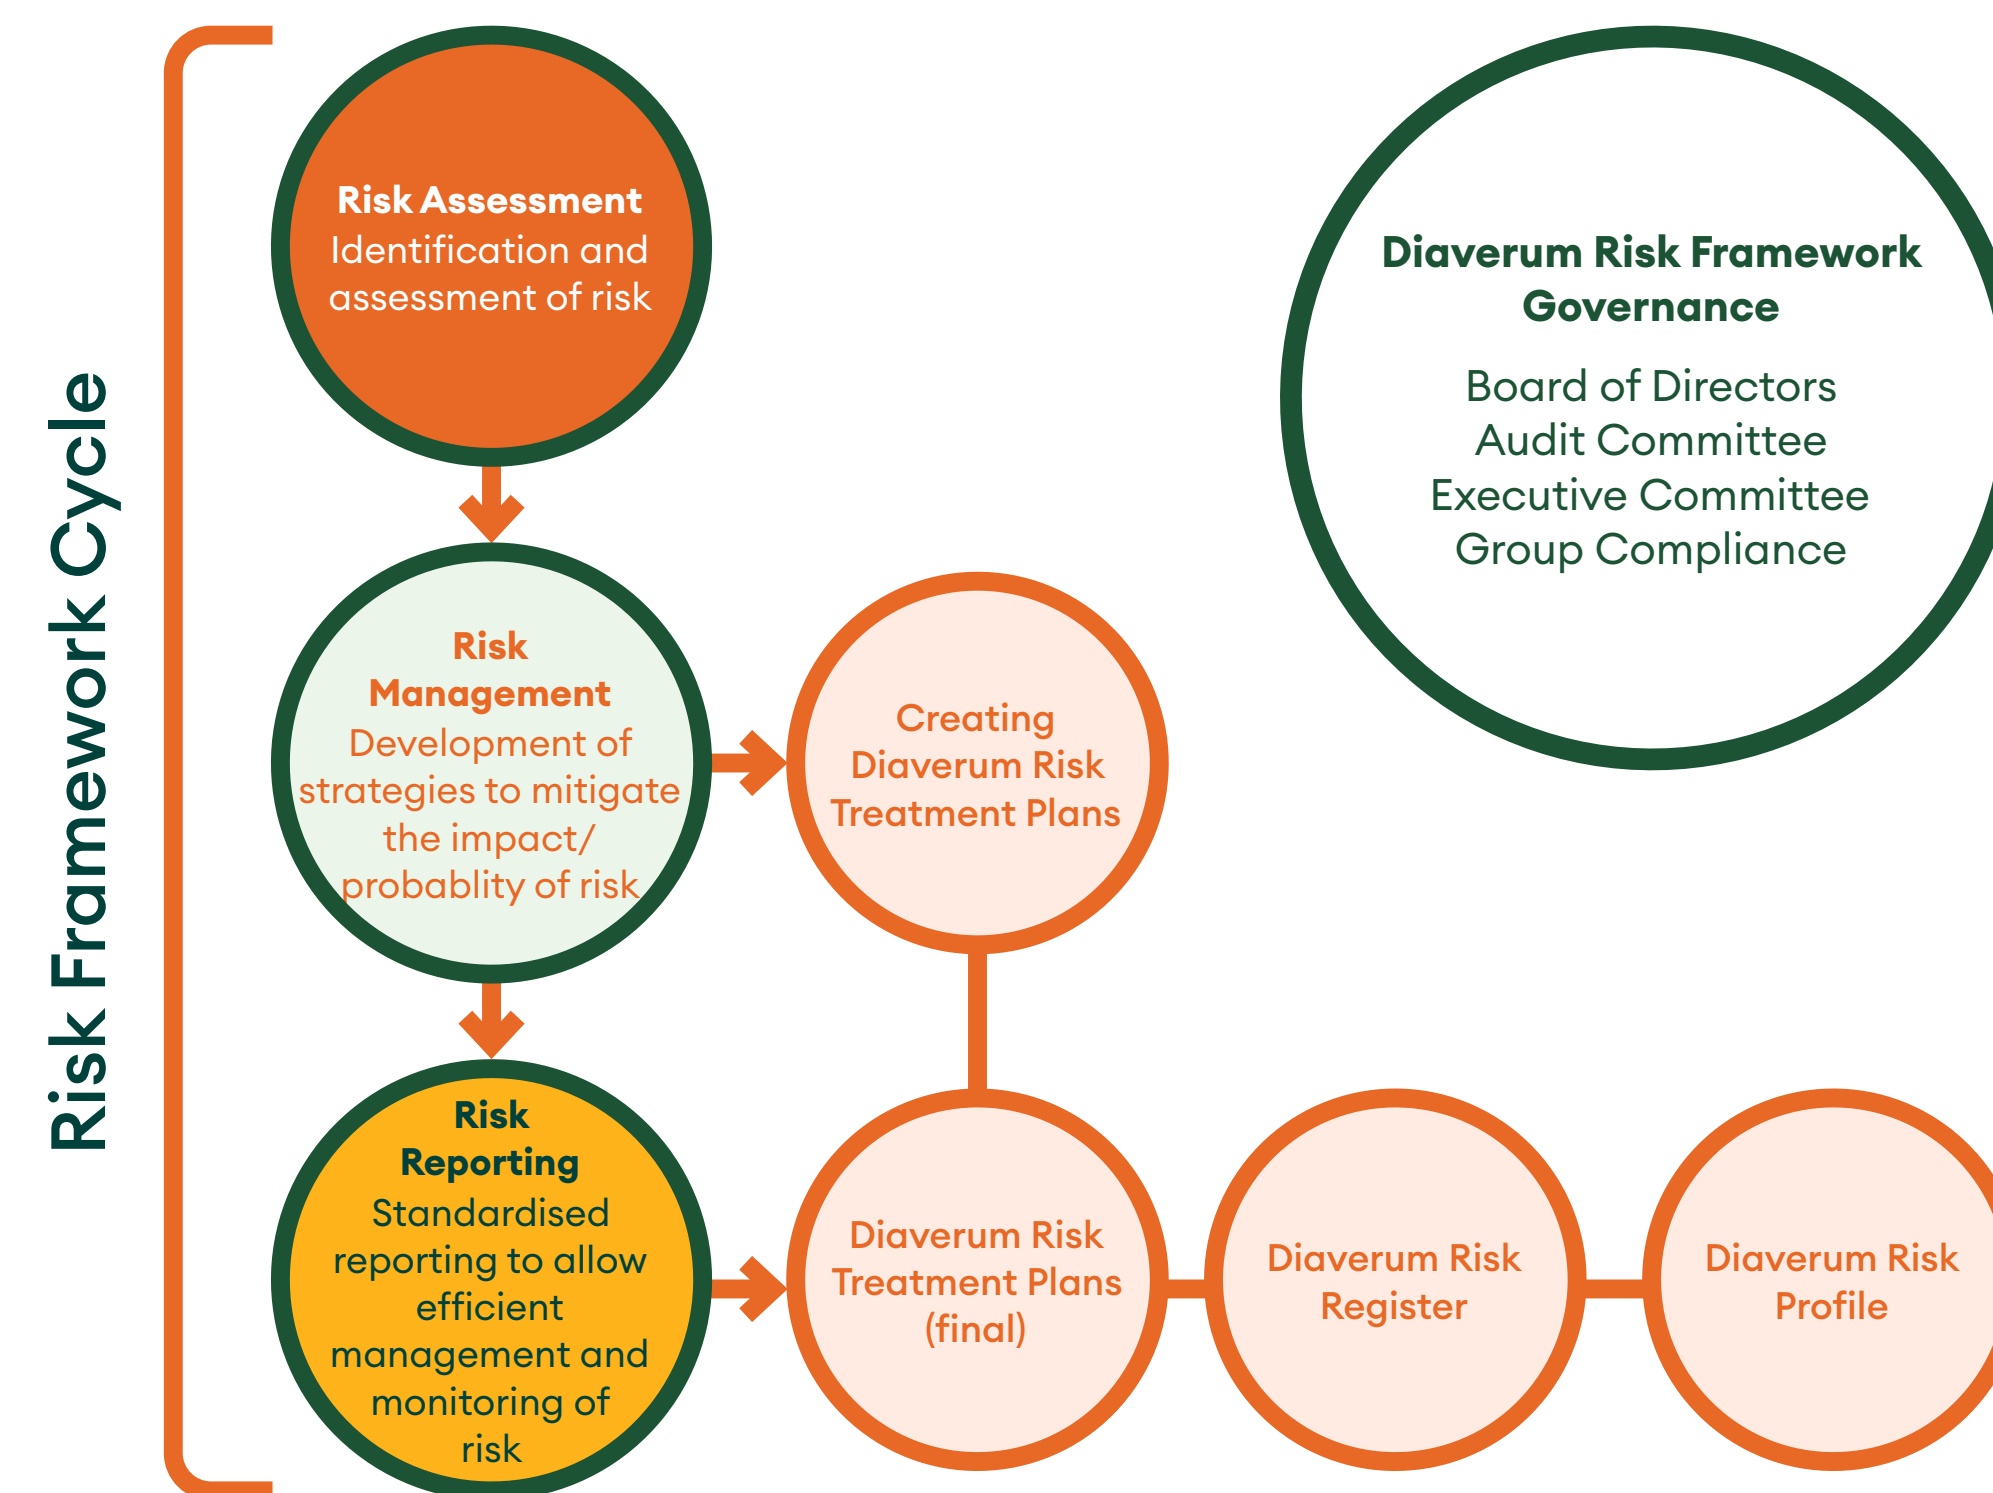 Risk Framework Cycle
Risk Assessment
Identification and
assessment of risk
Diaverum Risk Framework
Governance
Board of Directors
Audit Committee
Executive Committee
Group Compliance
Risk
Management
Development of
strategies to mitigate
the impact/
probablity of risk
Creating
Diaverum Risk
Treatment Plans
Risk
Reporting
Standardised
reporting to allow
efficient
management and
monitoring of
risk
Diaverum Risk
Treatment Plans
(final)
Diaverum Risk
Register
Diaverum Risk
Profile